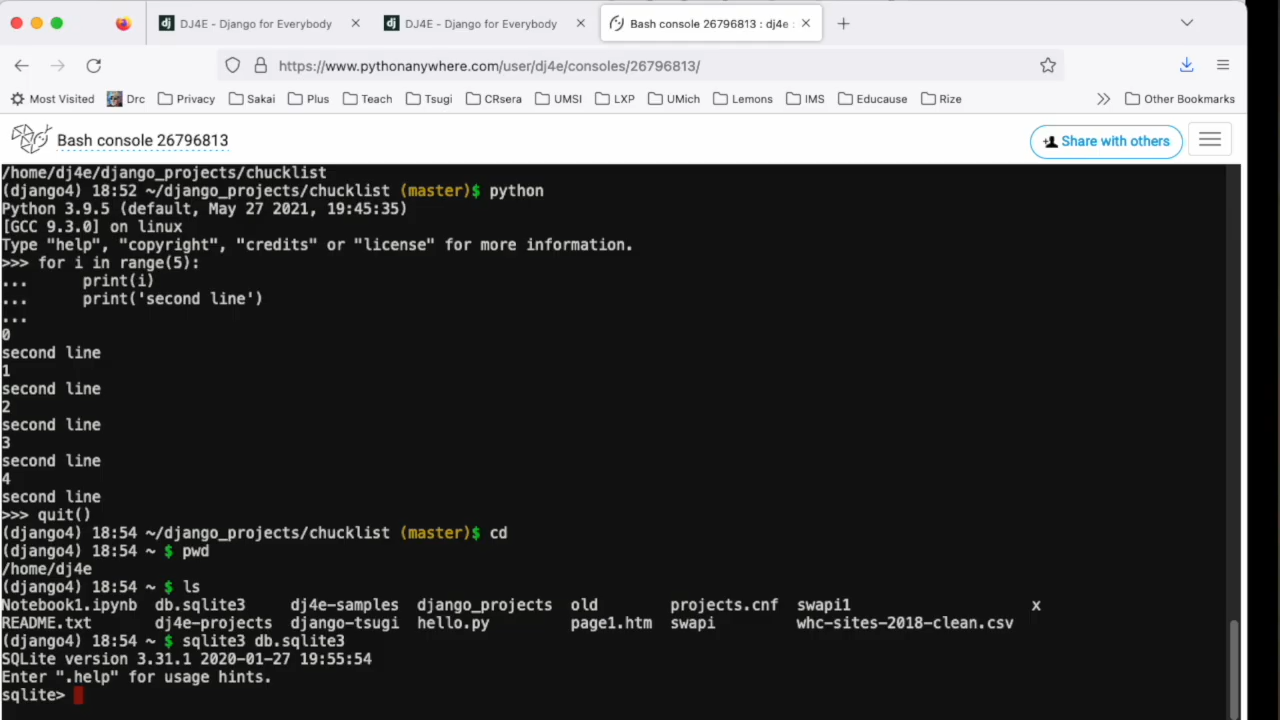 DJ4E - Django for Everybody
DJ4E - Django for Everybody
Bash console 26796813 : dj4e :
https://www.pythonanywhere.com/user/dj4e/consoles/26796813/
Most Visited Drc Privacy Sakai Plus Teach Tsugi CRsera UMSI LXP UMich Lemons IMS Educause Rize Other Bookmarks
Bash console 26796813
Share with others
/home/dj4e/django_projects/chucklist
(django4) 18:52 ~/django_projects/chucklist (master)$ python
Python 3.9.5 (default, May 27 2021, 19:45:35)
[GCC 9.3.0] on linux
Type "help", "copyright", "credits" or "license" for more information.
>>> for i in range(5):
...      print(i)
...      print('second line')
...
0
second line
1
second line
2
second line
3
second line
4
second line
>>> quit()
(django4) 18:54 ~/django_projects/chucklist (master)$ cd
(django4) 18:54 ~ $ pwd
/home/dj4e
(django4) 18:54 ~ $ ls
Notebook1.ipynb  db.sqlite3     dj4e-samples  django_projects  old        projects.cnf  swapi1                    x
README.txt       dj4e-projects  django-tsugi  hello.py         page1.htm  swapi         whc-sites-2018-clean.csv
(django4) 18:54 ~ $ sqlite3 db.sqlite3
SQLite version 3.31.1 2020-01-27 19:55:54
Enter ".help" for usage hints.
sqlite>